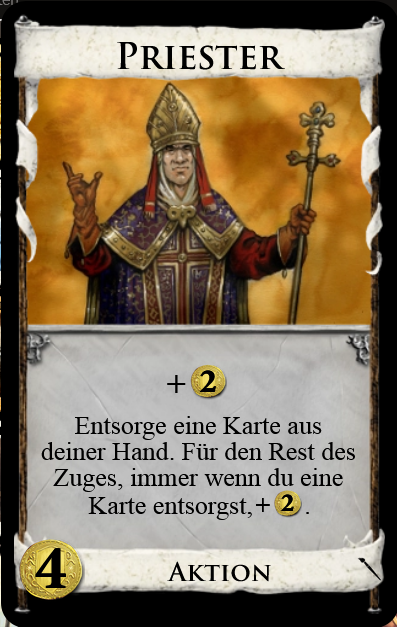 PRIESTER
+ 2
Entsorge eine Karte aus
deiner Hand. Für den Rest des
Zuges, immer wenn du eine
Karte entsorgst, + 2 .
4 AKTION